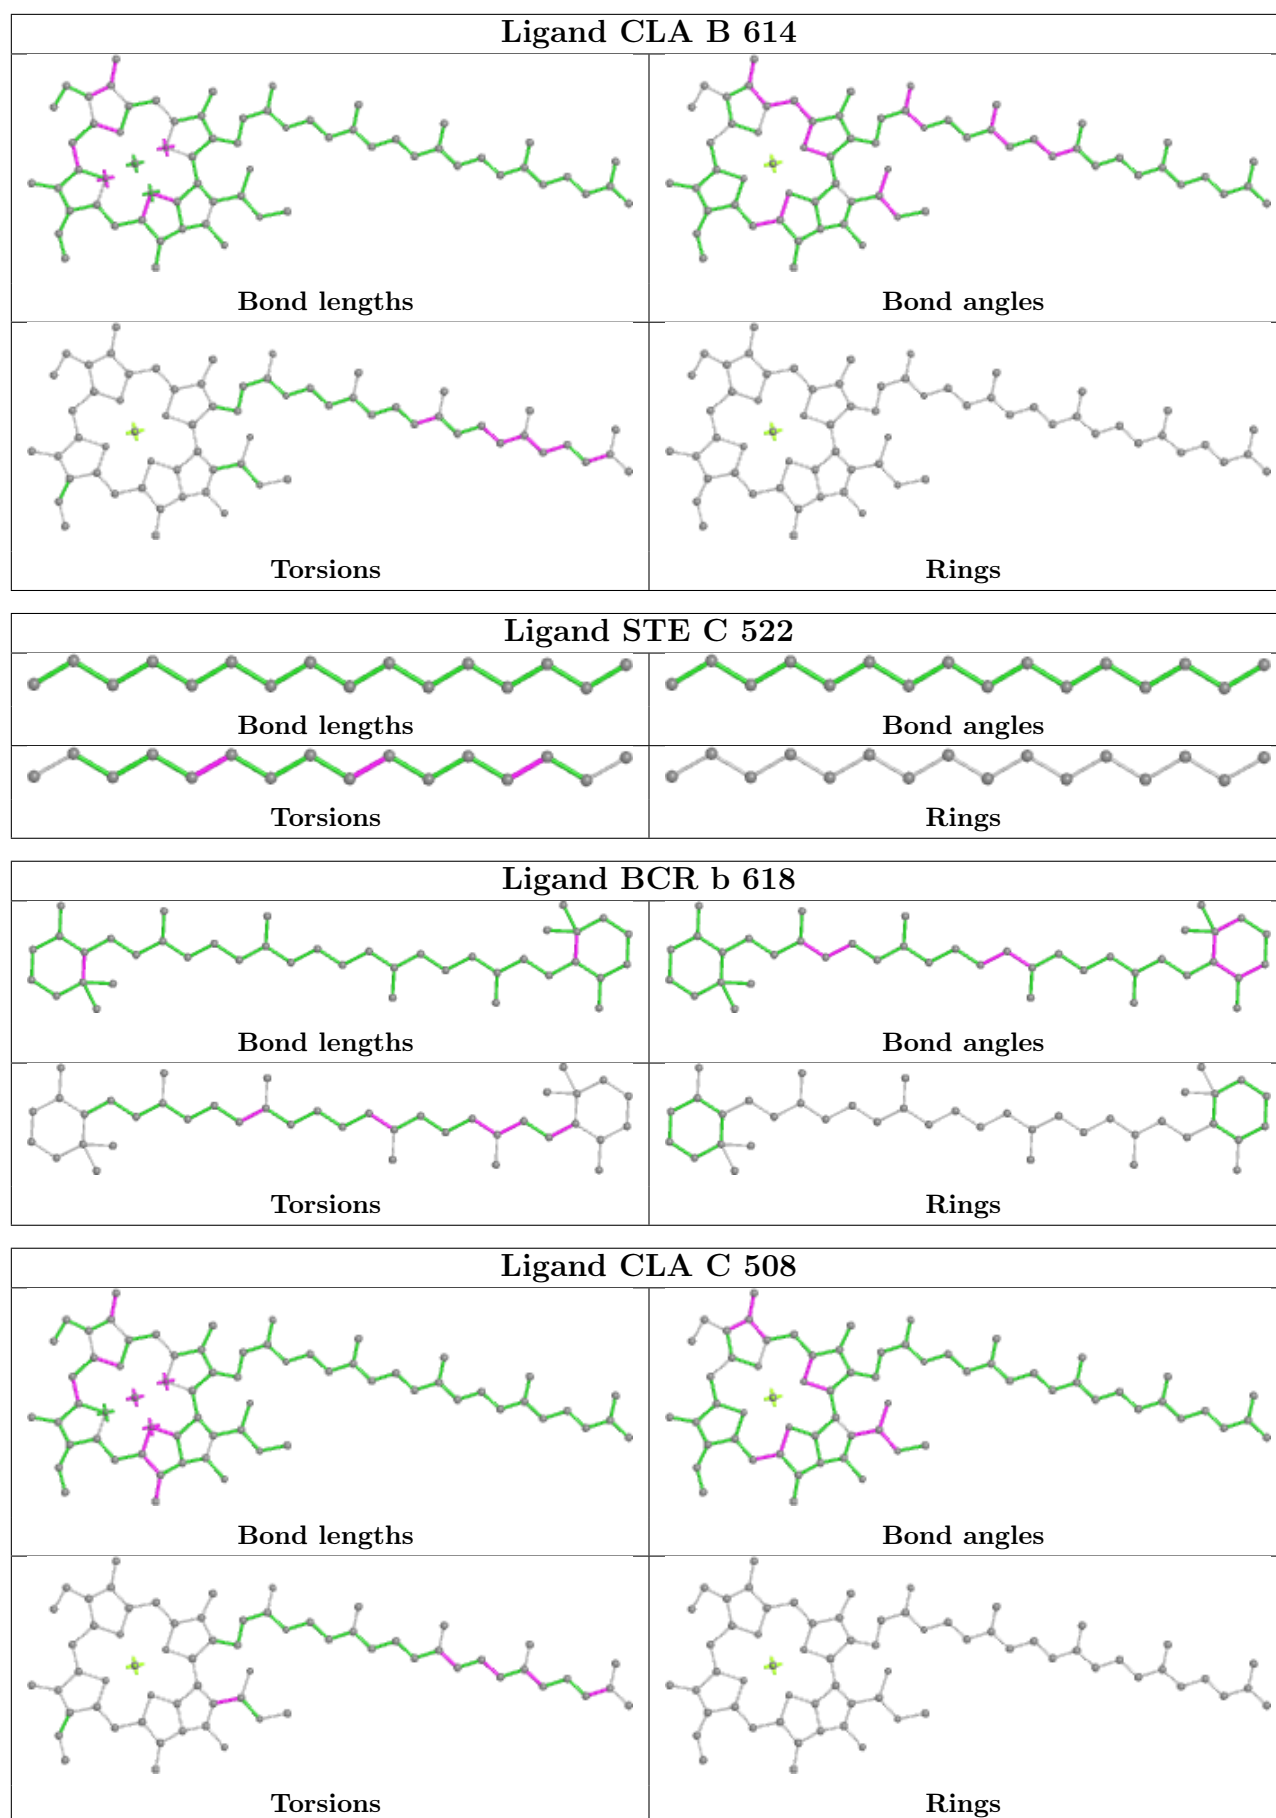 Ligand CLA B 614
Bond lengths
Bond angles
Torsions
Rings
Ligand STE C 522
Bond lengths
Bond angles
Torsions
Rings
Ligand BCR b 618
Bond lengths
Bond angles
Torsions
Rings
Ligand CLA C 508
Bond lengths
Bond angles
Torsions
Rings